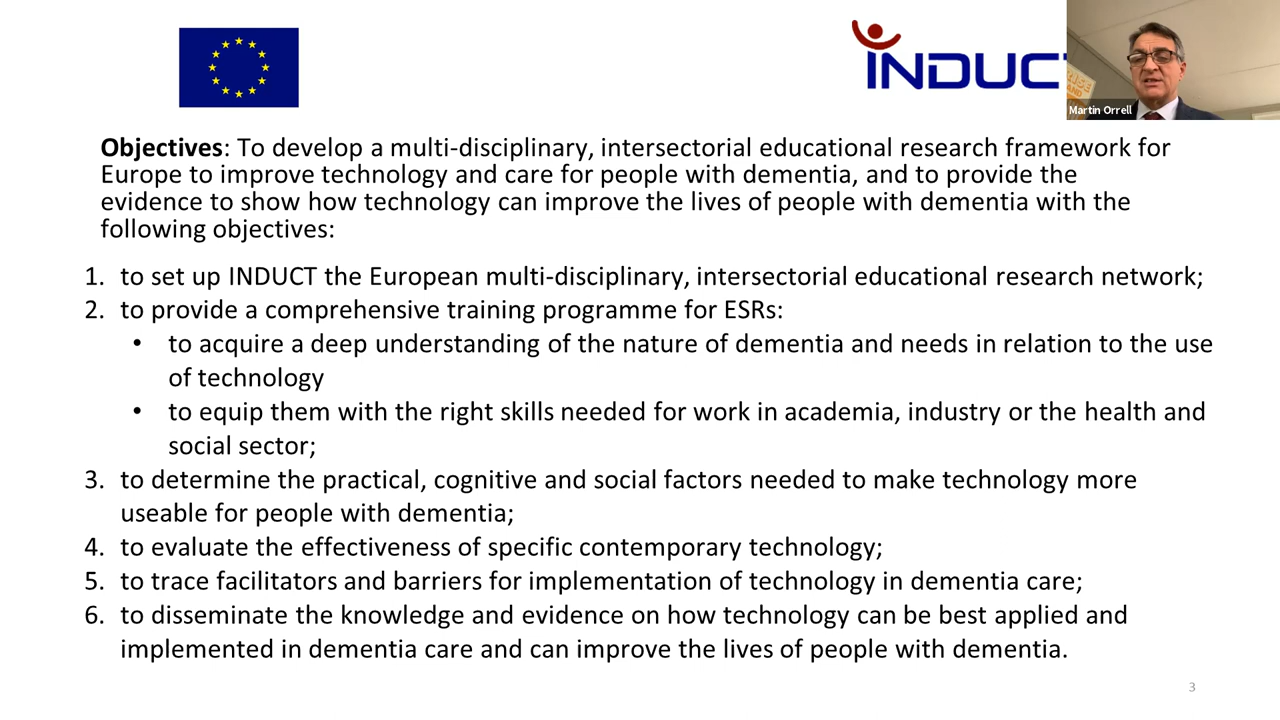 INDUC
Martin Orrell
Objectives: To develop a multi-disciplinary, intersectorial educational research framework for
Europe to improve technology and care for people with dementia, and to provide the
evidence to show how technology can improve the lives of people with dementia with the
following objectives:
1. to set up INDUCT the European multi-disciplinary, intersectorial educational research network;
2. to provide a comprehensive training programme for ESRs:
• to acquire a deep understanding of the nature of dementia and needs in relation to the use
of technology
• to equip them with the right skills needed for work in academia, industry or the health and
social sector;
3. to determine the practical, cognitive and social factors needed to make technology more
useable for people with dementia;
4. to evaluate the effectiveness of specific contemporary technology;
5. to trace facilitators and barriers for implementation of technology in dementia care;
6. to disseminate the knowledge and evidence on how technology can be best applied and
implemented in dementia care and can improve the lives of people with dementia.
3